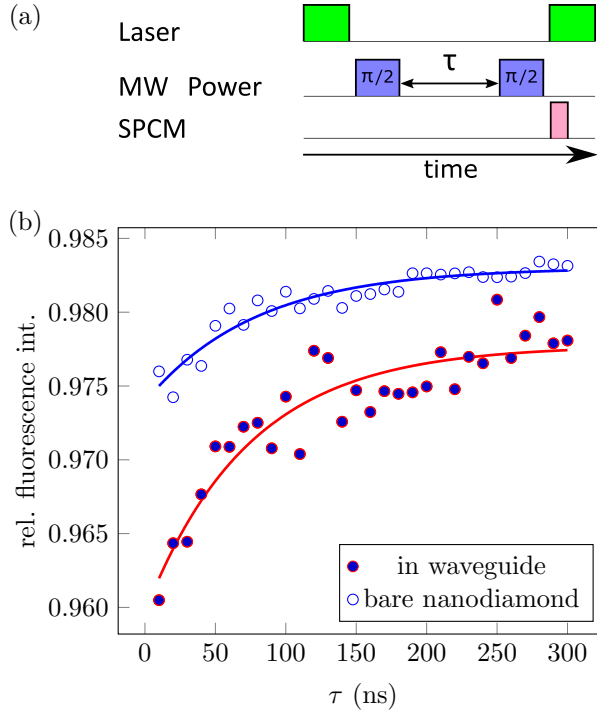 (a)
Laser
MW Power
π/2
τ
π/2
SPCM
time
(b)
rel. fluorescence int.
0.985
0.980
0.975
0.970
0.965
0.960
in waveguide
bare nanodiamond
0
50
100
150
200
250
300
τ (ns)